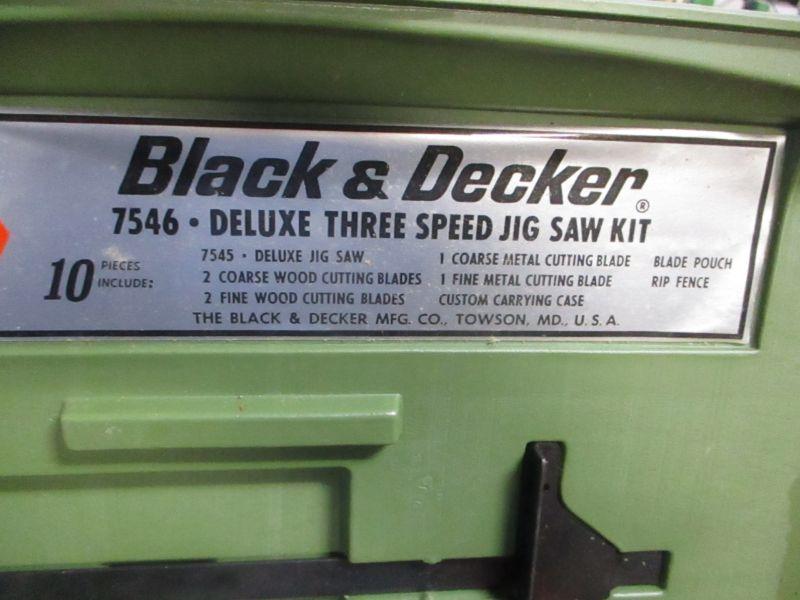 Black & Decker®
7546 • DELUXE THREE SPEED JIG SAW KIT
10 PIECES INCLUDE:
7545 • DELUXE JIG SAW
2 COARSE WOOD CUTTING BLADES
2 FINE WOOD CUTTING BLADES
1 COARSE METAL CUTTING BLADE
1 FINE METAL CUTTING BLADE
CUSTOM CARRYING CASE
BLADE POUCH
RIP FENCE
THE BLACK & DECKER MFG. CO., TOWSON, MD., U.S.A.